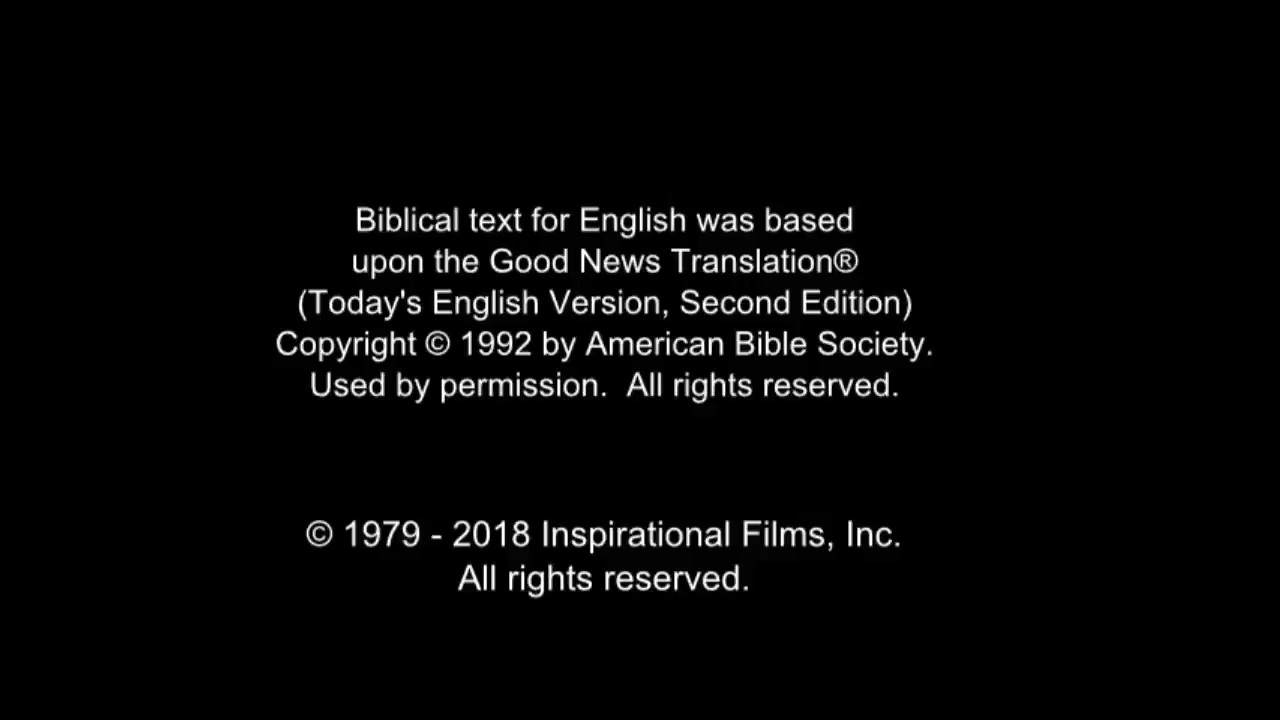 Biblical text for English was based
upon the Good News Translation®
(Today's English Version, Second Edition)
Copyright © 1992 by American Bible Society.
Used by permission.  All rights reserved.
© 1979 - 2018 Inspirational Films, Inc.
All rights reserved.